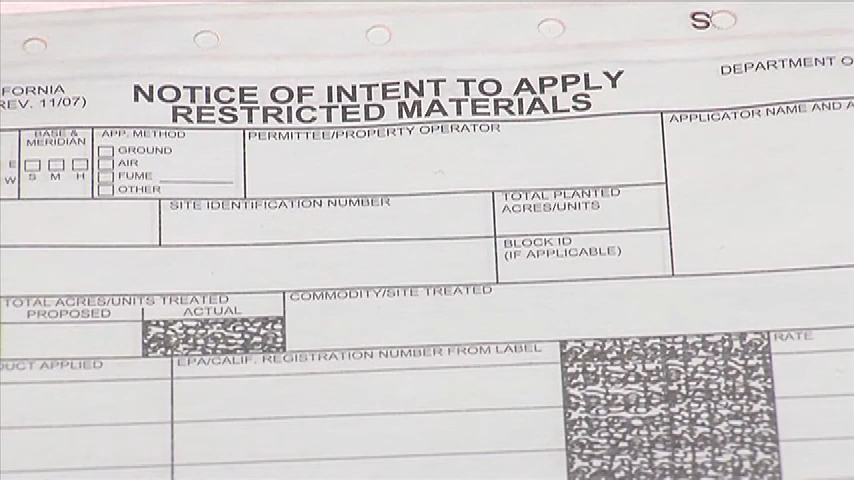 S
FORNIA
REV. 11/07)
NOTICE OF INTENT TO APPLY
RESTRICTED MATERIALS
DEPARTMENT O
BASE &
MERIDIAN
E
W
S M H
APP. METHOD
GROUND
AIR
FUME
OTHER
PERMITTEE/PROPERTY OPERATOR
APPLICATOR NAME AND A
SITE IDENTIFICATION NUMBER
TOTAL PLANTED
ACRES/UNITS
BLOCK ID
(IF APPLICABLE)
TOTAL ACRES/UNITS TREATED
PROPOSED ACTUAL
COMMODITY/SITE TREATED
DUCT APPLIED
EPA/CALIF. REGISTRATION NUMBER FROM LABEL
RATE